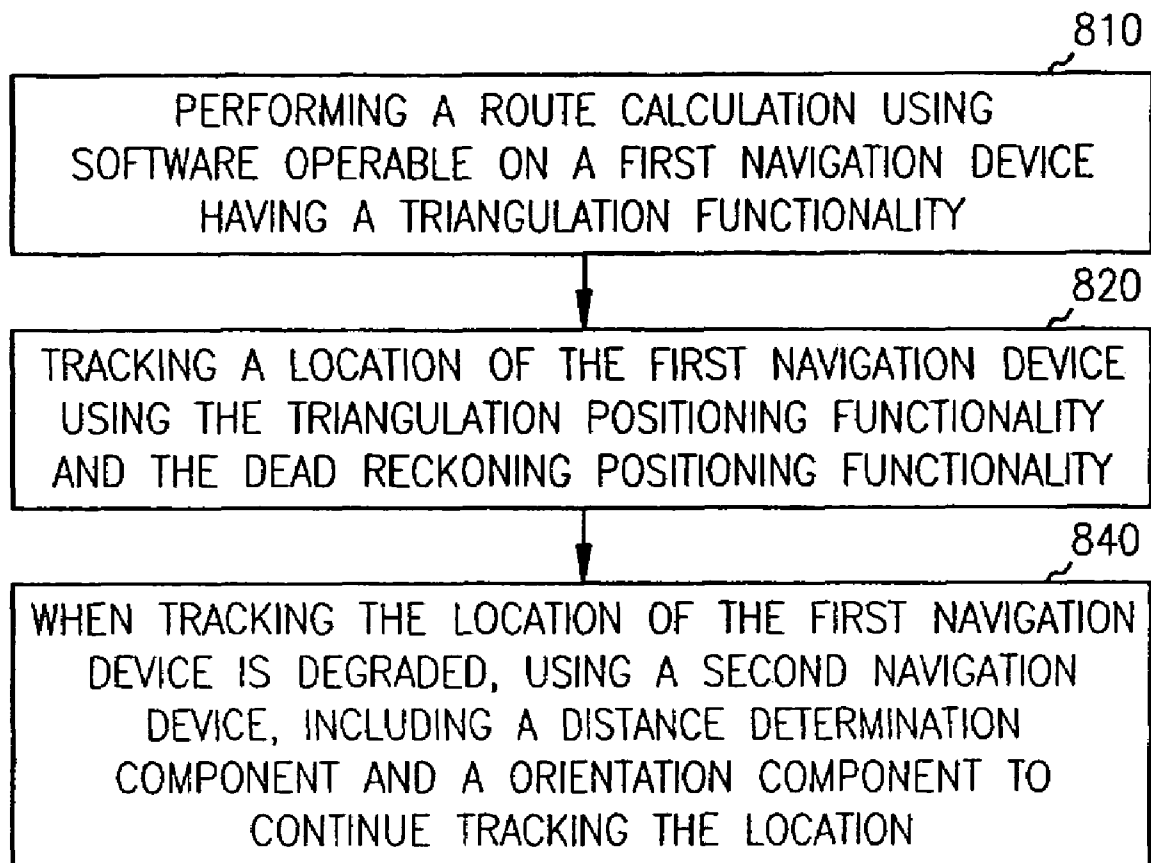 810
PERFORMING A ROUTE CALCULATION USING
SOFTWARE OPERABLE ON A FIRST NAVIGATION DEVICE
HAVING A TRIANGULATION FUNCTIONALITY
820
TRACKING A LOCATION OF THE FIRST NAVIGATION DEVICE
USING THE TRIANGULATION POSITIONING FUNCTIONALITY
AND THE DEAD RECKONING POSITIONING FUNCTIONALITY
840
WHEN TRACKING THE LOCATION OF THE FIRST NAVIGATION
DEVICE IS DEGRADED, USING A SECOND NAVIGATION
DEVICE, INCLUDING A DISTANCE DETERMINATION
COMPONENT AND A ORIENTATION COMPONENT TO
CONTINUE TRACKING THE LOCATION